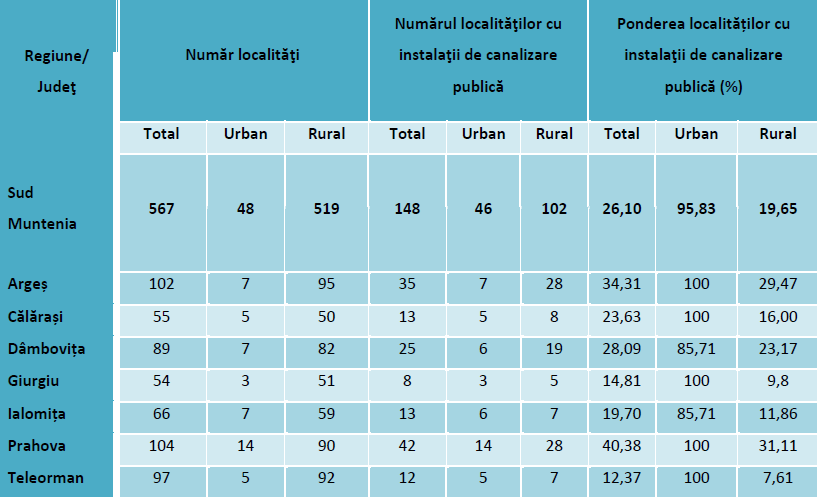 Regiune/ Județ Număr localități Numărul localităților cu instalații de canalizare publică Ponderea localităților cu instalații de canalizare publică (%)
Total Urban Rural Total Urban Rural Total Urban Rural
Sud Muntenia 567 48 519 148 46 102 26,10 95,83 19,65
Argeș 102 7 95 35 7 28 34,31 100 29,47
Călărași 55 5 50 13 5 8 23,63 100 16,00
Dâmbovița 89 7 82 25 6 19 28,09 85,71 23,17
Giurgiu 54 3 51 8 3 5 14,81 100 9,8
Ialomița 66 7 59 13 6 7 19,70 85,71 11,86
Prahova 104 14 90 42 14 28 40,38 100 31,11
Teleorman 97 5 92 12 5 7 12,37 100 7,61